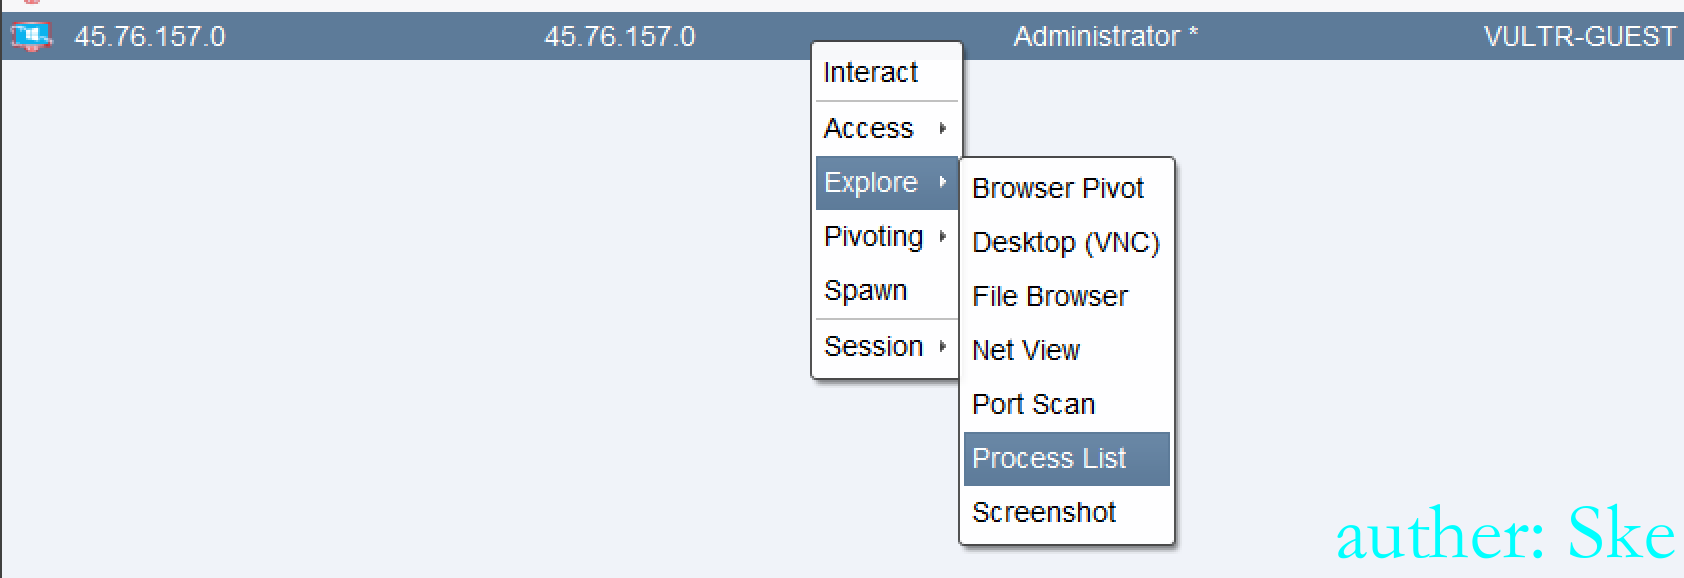 45.76.157.0 45.76.157.0 Administrator * VULTR-GUEST
Interact
Access
Explore
Pivoting
Spawn
Session
Browser Pivot
Desktop (VNC)
File Browser
Net View
Port Scan
Process List
Screenshot
auther: Ske